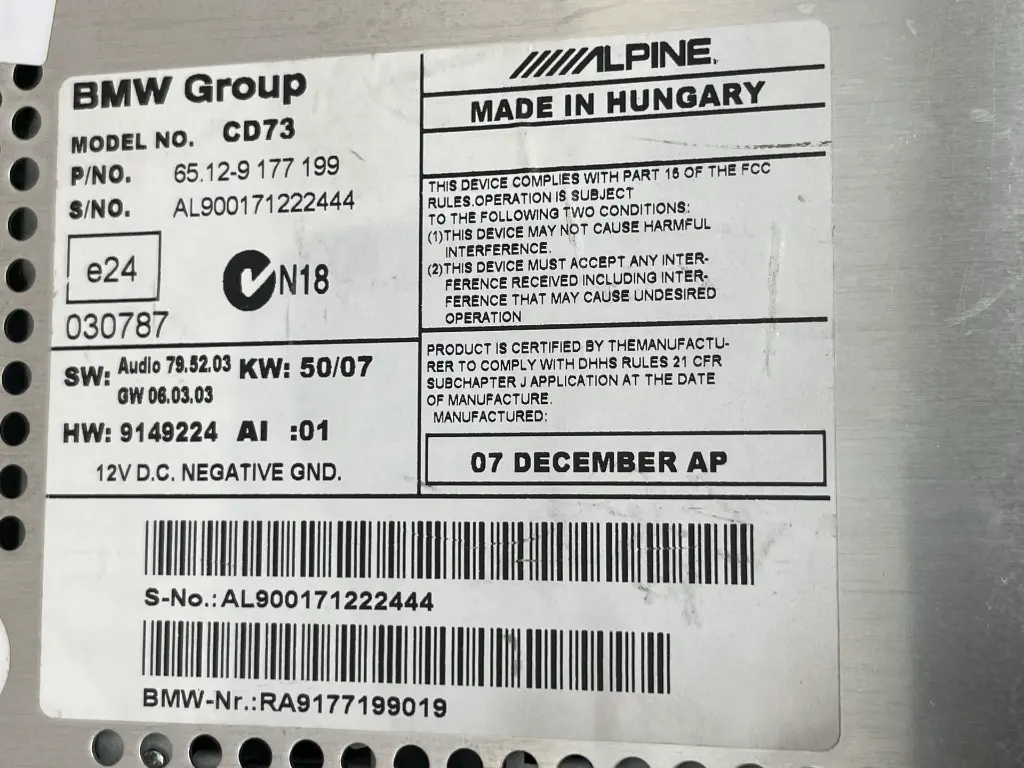 BMW Group
MODEL NO. CD73
P/NO. 65.12-9 177 199
S/NO. AL900171222444
e24
N18
030787
SW: Audio 79.52.03 KW: 50/07
GW 06.03.03
HW: 9149224 AI :01
12V D.C. NEGATIVE GND.
ALPINE.
MADE IN HUNGARY
THIS DEVICE COMPLIES WITH PART 15 OF THE FCC
RULES.OPERATION IS SUBJECT
TO THE FOLLOWING TWO CONDITIONS:
(1)THIS DEVICE MAY NOT CAUSE HARMFUL
INTERFERENCE.
(2)THIS DEVICE MUST ACCEPT ANY INTER-
FERENCE RECEIVED INCLUDING INTER-
FERENCE THAT MAY CAUSE UNDESIRED
OPERATION
PRODUCT IS CERTIFIED BY THEMANUFACTU-
RER TO COMPLY WITH DHHS RULES 21 CFR
SUBCHAPTER J APPLICATION AT THE DATE
OF MANUFACTURE.
MANUFACTURED:
07 DECEMBER AP
S-No.:AL900171222444
BMW-Nr.:RA9177199019